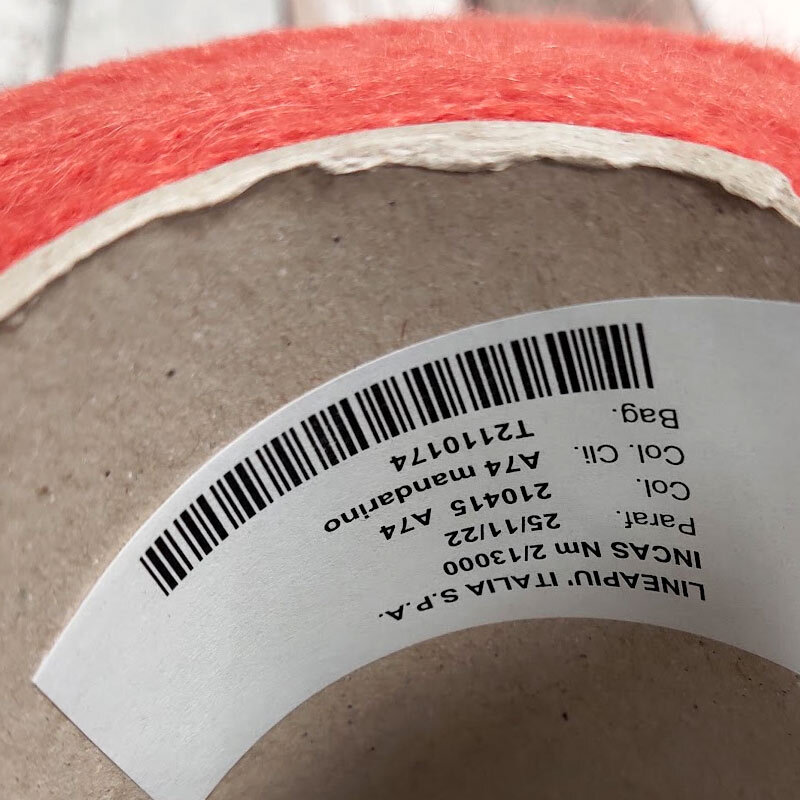 LINEAPIU' ITALIA S.P.A.
INCAS Nm 2/13000
Paraf. 25/11/22
Col. 210415 A74
Col. Cli. A74 mandarino
Bag. T2110174